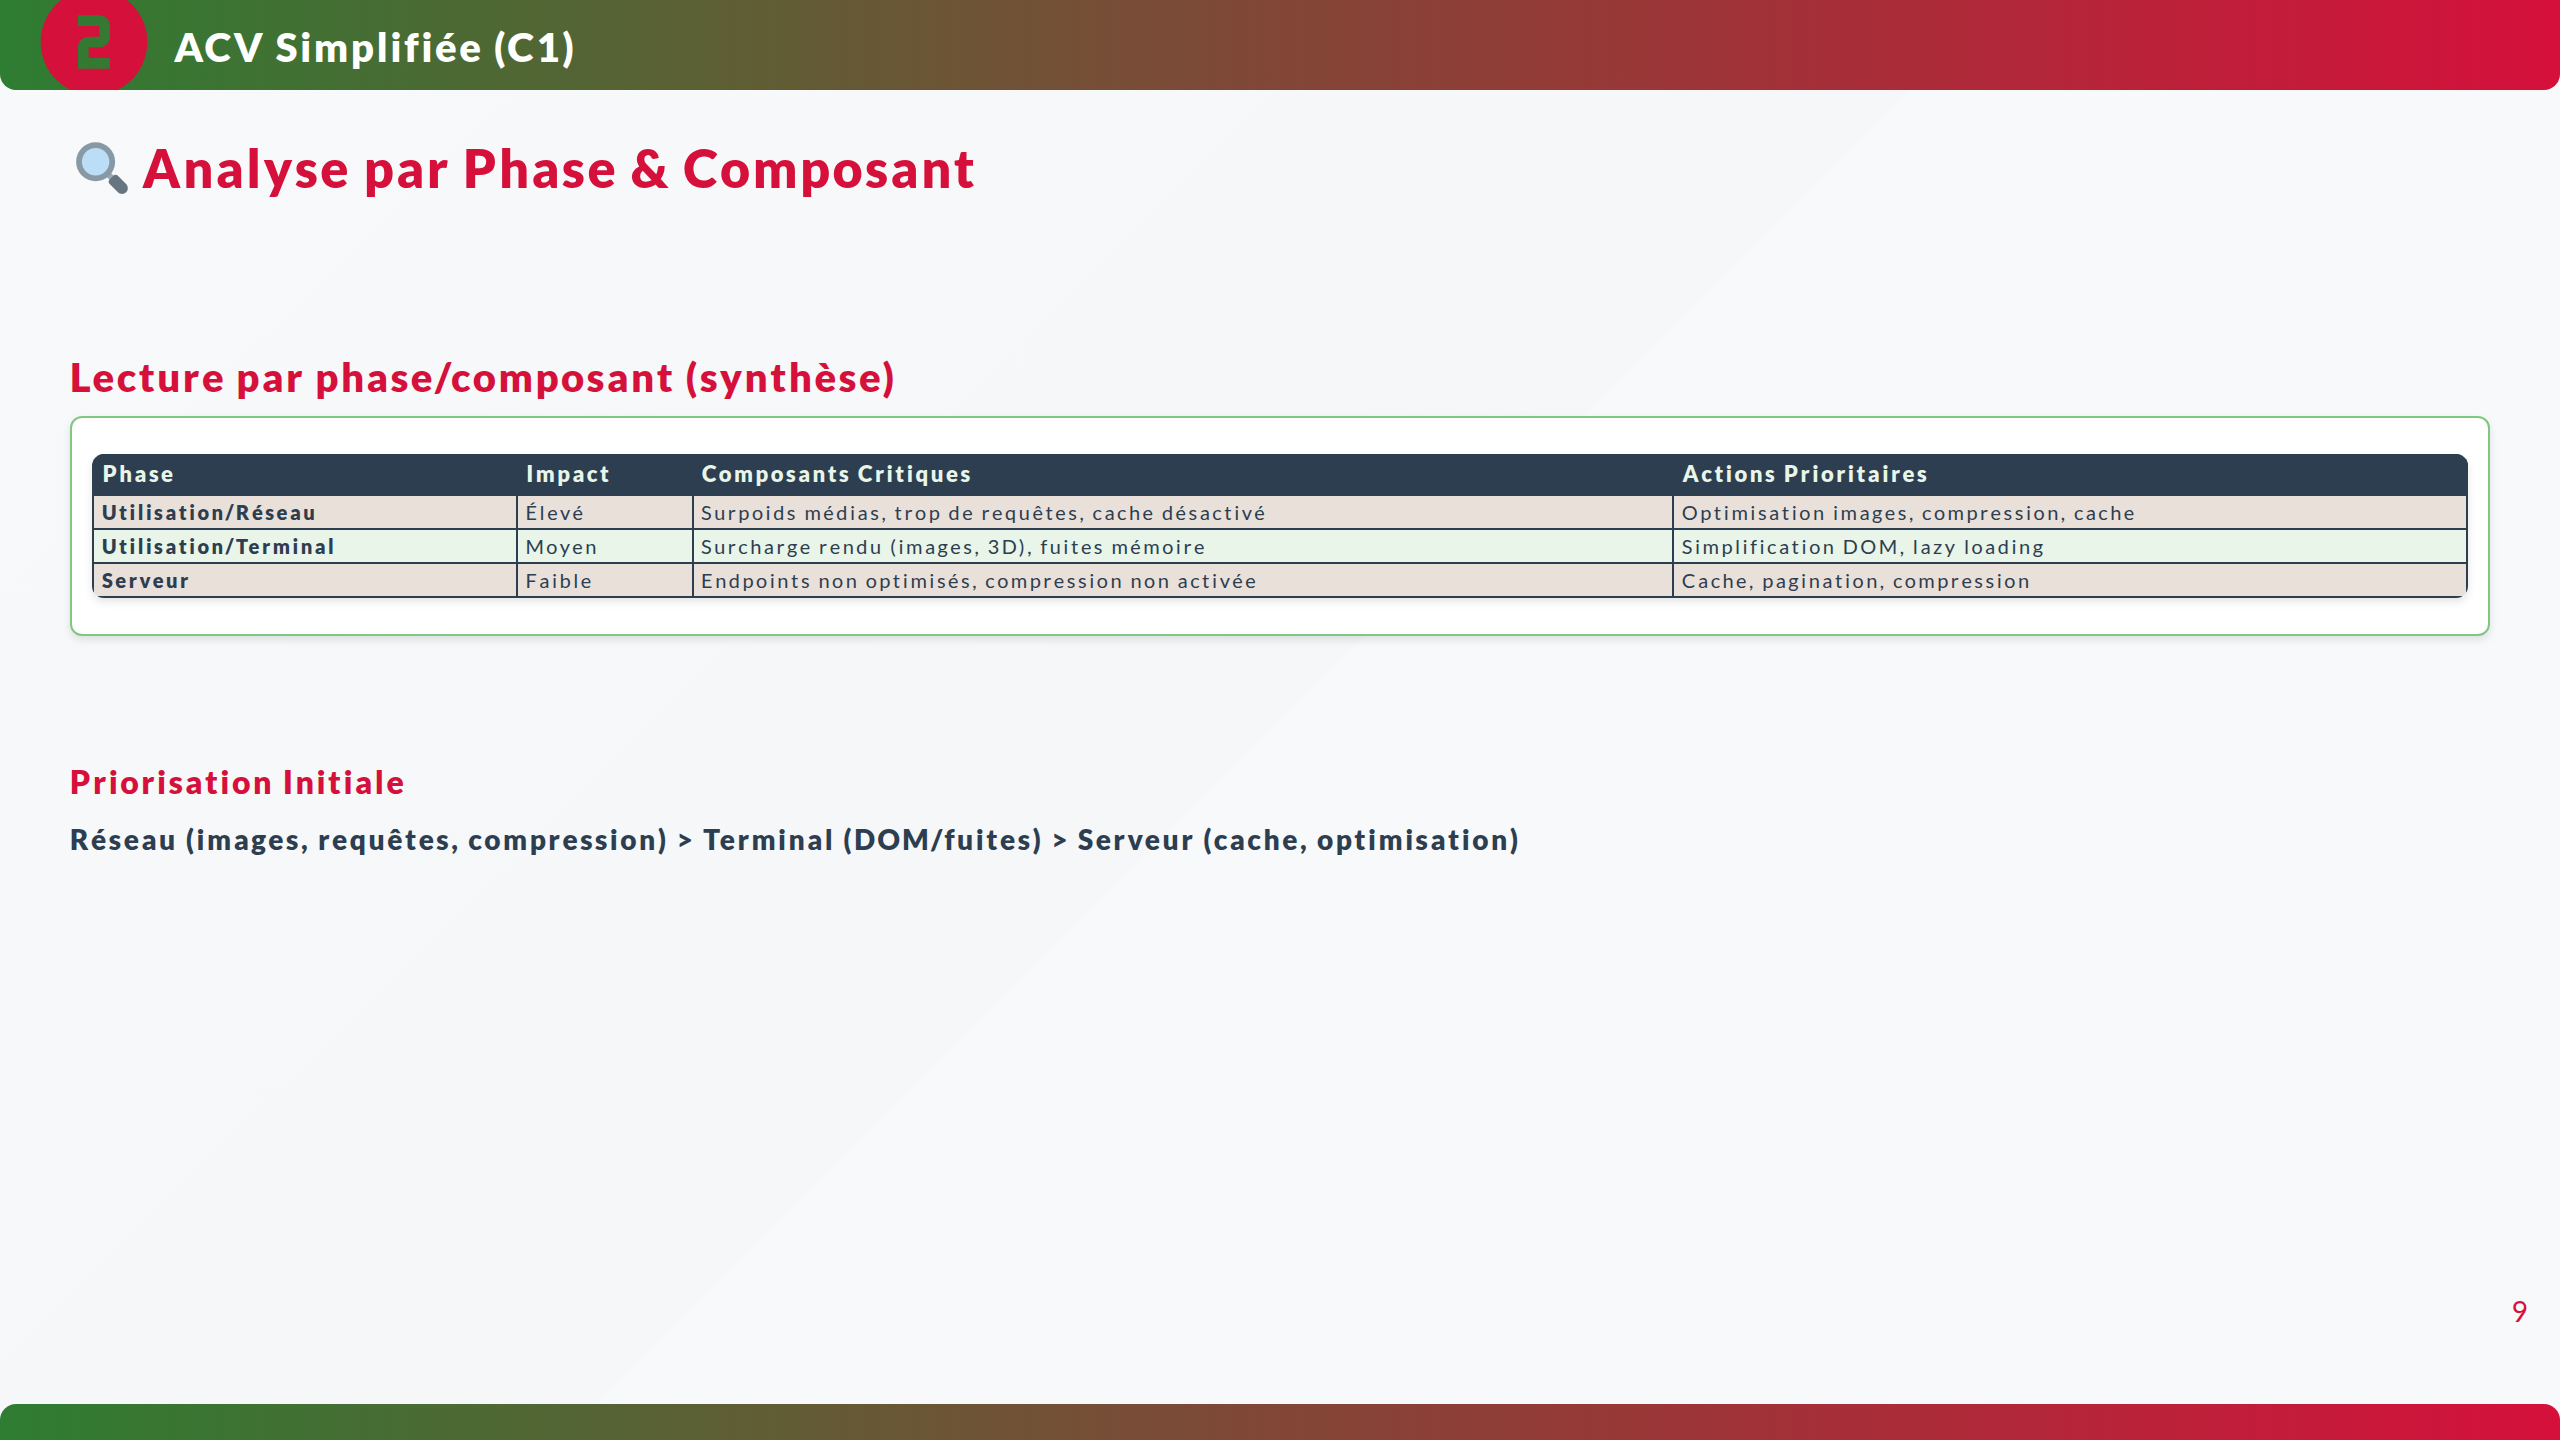 2 ACV Simplifiée (C1)
Analyse par Phase & Composant
Lecture par phase/composant (synthèse)
Phase Impact Composants Critiques Actions Prioritaires
Utilisation/Réseau Élevé Surpoids médias, trop de requêtes, cache désactivé Optimisation images, compression, cache
Utilisation/Terminal Moyen Surcharge rendu (images, 3D), fuites mémoire Simplification DOM, lazy loading
Serveur Faible Endpoints non optimisés, compression non activée Cache, pagination, compression
Priorisation Initiale
Réseau (images, requêtes, compression) > Terminal (DOM/fuites) > Serveur (cache, optimisation)
9